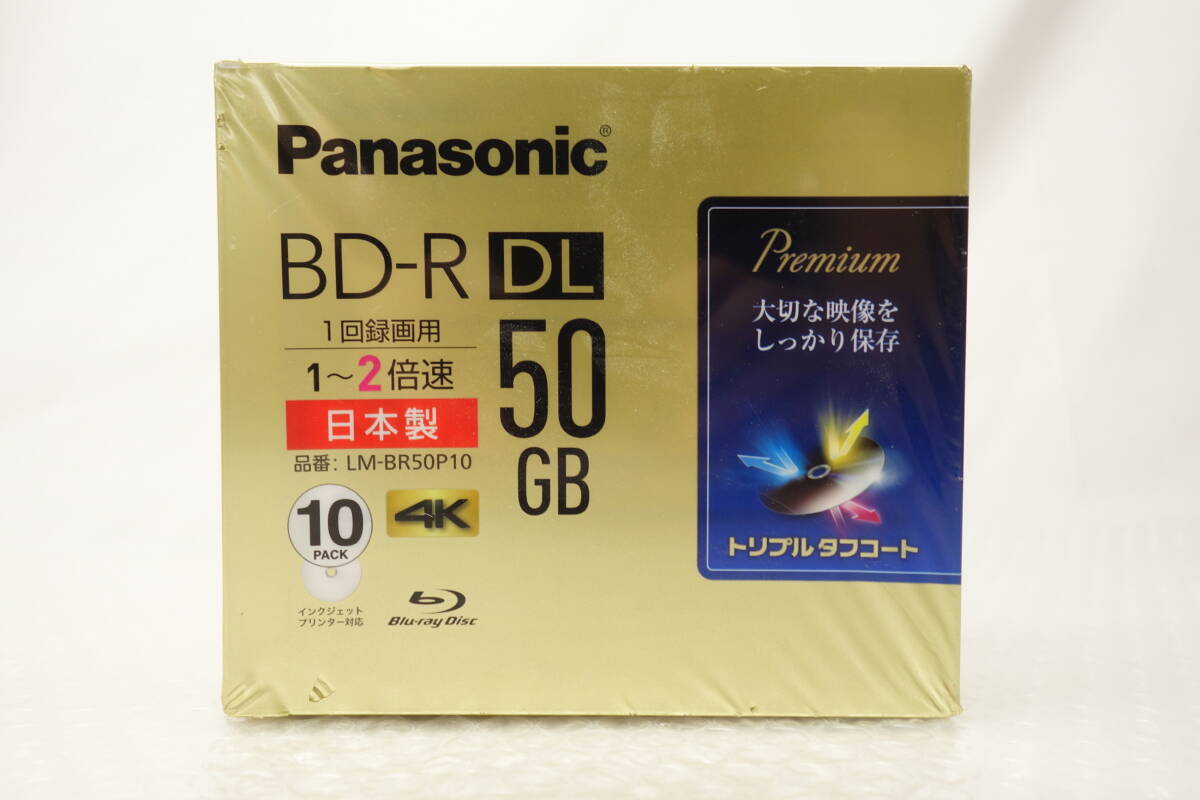 Panasonic®
BD-R DL
1回録画用
1～2倍速
日本製
品番: LM-BR50P10
50
GB
10
PACK
4K
インクジェット
プリンター対応
Blu-ray Disc
Premium
大切な映像を
しっかり保存
トリプル タフコート